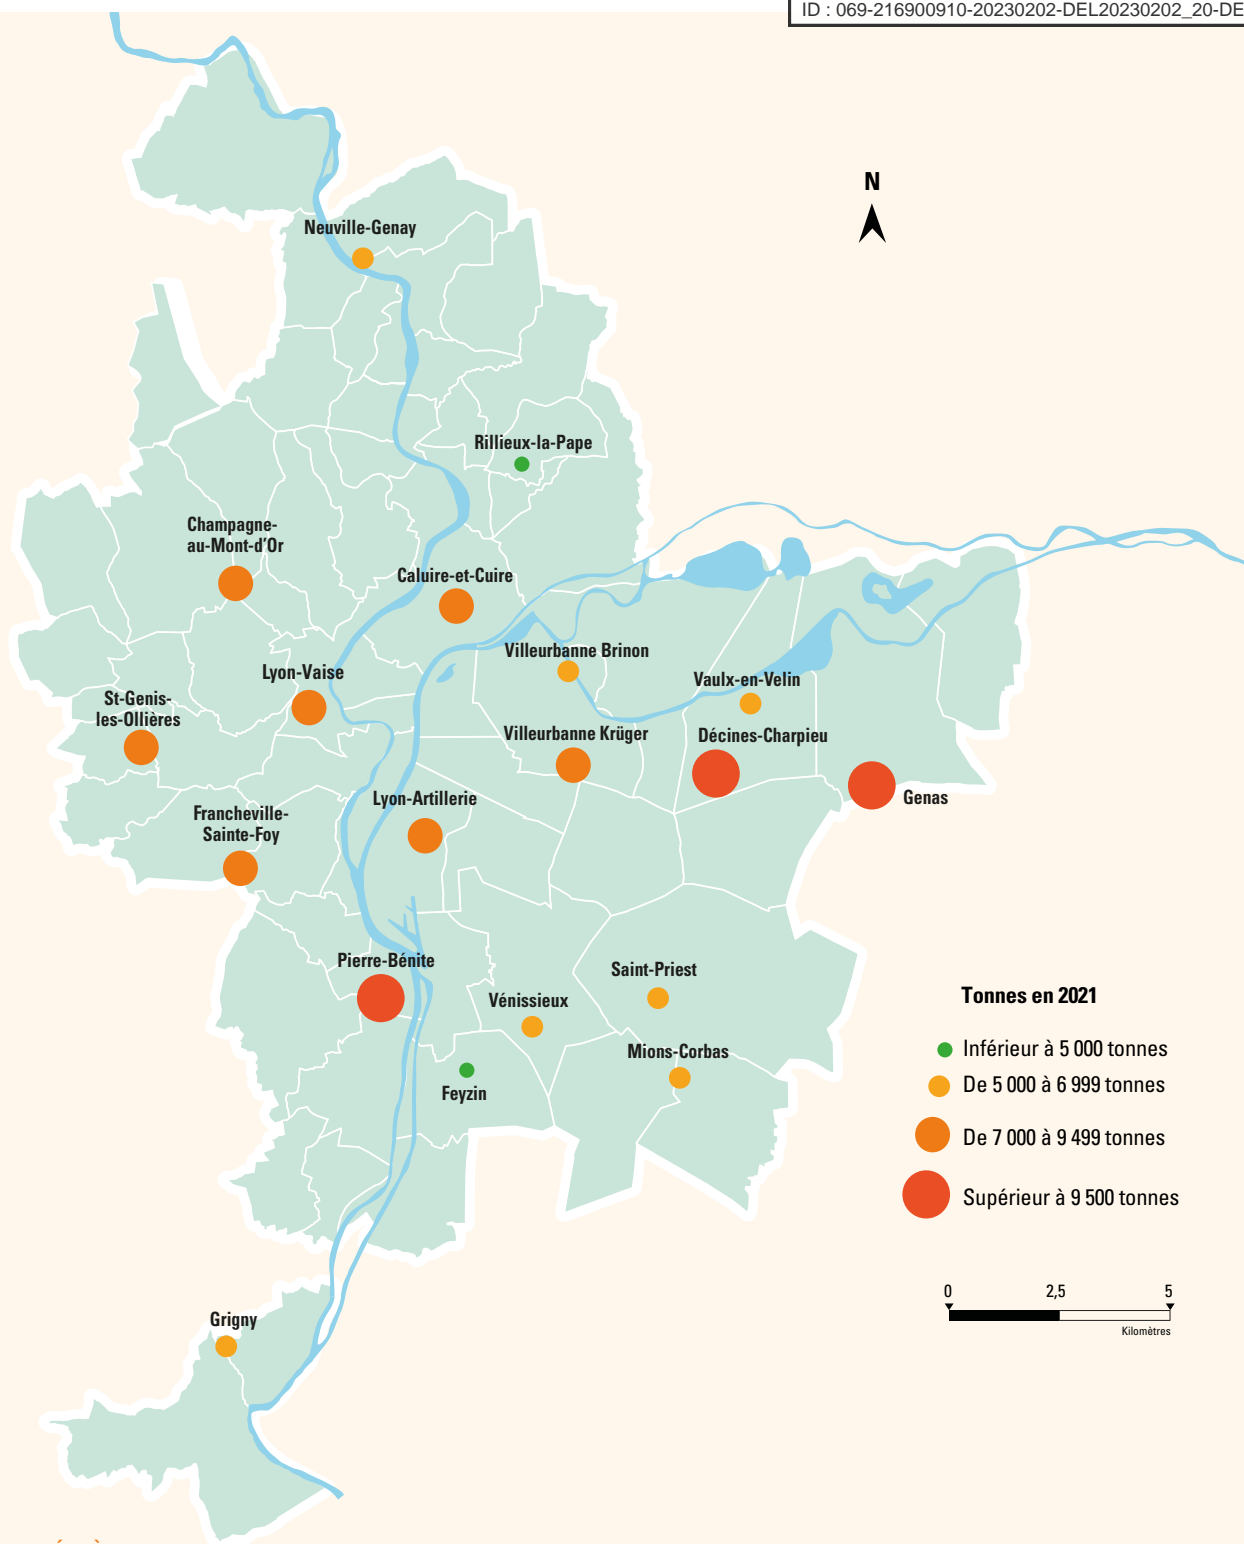 ID : 069-216900910-20230202-DEL20230202_20-DE
N
Neuville-Genay
Rillieux-la-Pape
Champagne-
au-Mont-d'Or
Caluire-et-Cuire
Villeurbanne Brinon
Lyon-Vaise
Vaulx-en-Velin
St-Genis-
les-Ollières
Villeurbanne Krüger
Décines-Charpieu
Genas
Lyon-Artillerie
Francheville-
Sainte-Foy
Pierre-Bénite
Saint-Priest
Vénissieux
Mions-Corbas
Feyzin
Grigny
Tonnes en 2021
Inférieur à 5 000 tonnes
De 5 000 à 6 999 tonnes
De 7 000 à 9 499 tonnes
Supérieur à 9 500 tonnes
0 2,5 5
Kilomètres